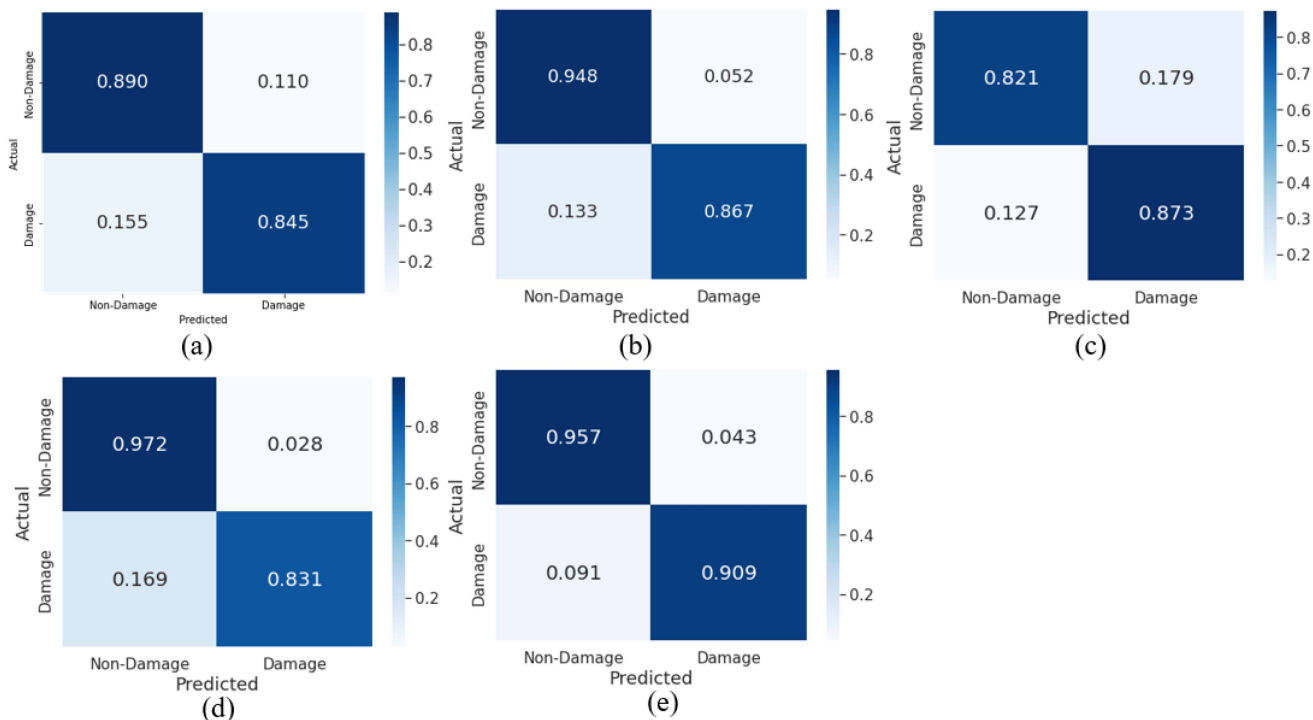 0.890 0.110
0.155 0.845
Non-Damage
Damage
Actual
Non-Damage Damage
Predicted
0.8
0.7
0.6
0.5
0.4
0.3
0.2
(a)
0.948 0.052
0.133 0.867
Non-Damage
Damage
Actual
Non-Damage Damage
Predicted
0.8
0.6
0.4
0.2
(b)
0.821 0.179
0.127 0.873
Non-Damage
Damage
Actual
Non-Damage Damage
Predicted
0.8
0.7
0.6
0.5
0.4
0.3
0.2
(c)
0.972 0.028
0.169 0.831
Non-Damage
Damage
Actual
Non-Damage Damage
Predicted
0.8
0.6
0.4
0.2
(d)
0.957 0.043
0.091 0.909
Non-Damage
Damage
Actual
Non-Damage Damage
Predicted
0.8
0.6
0.4
0.2
(e)